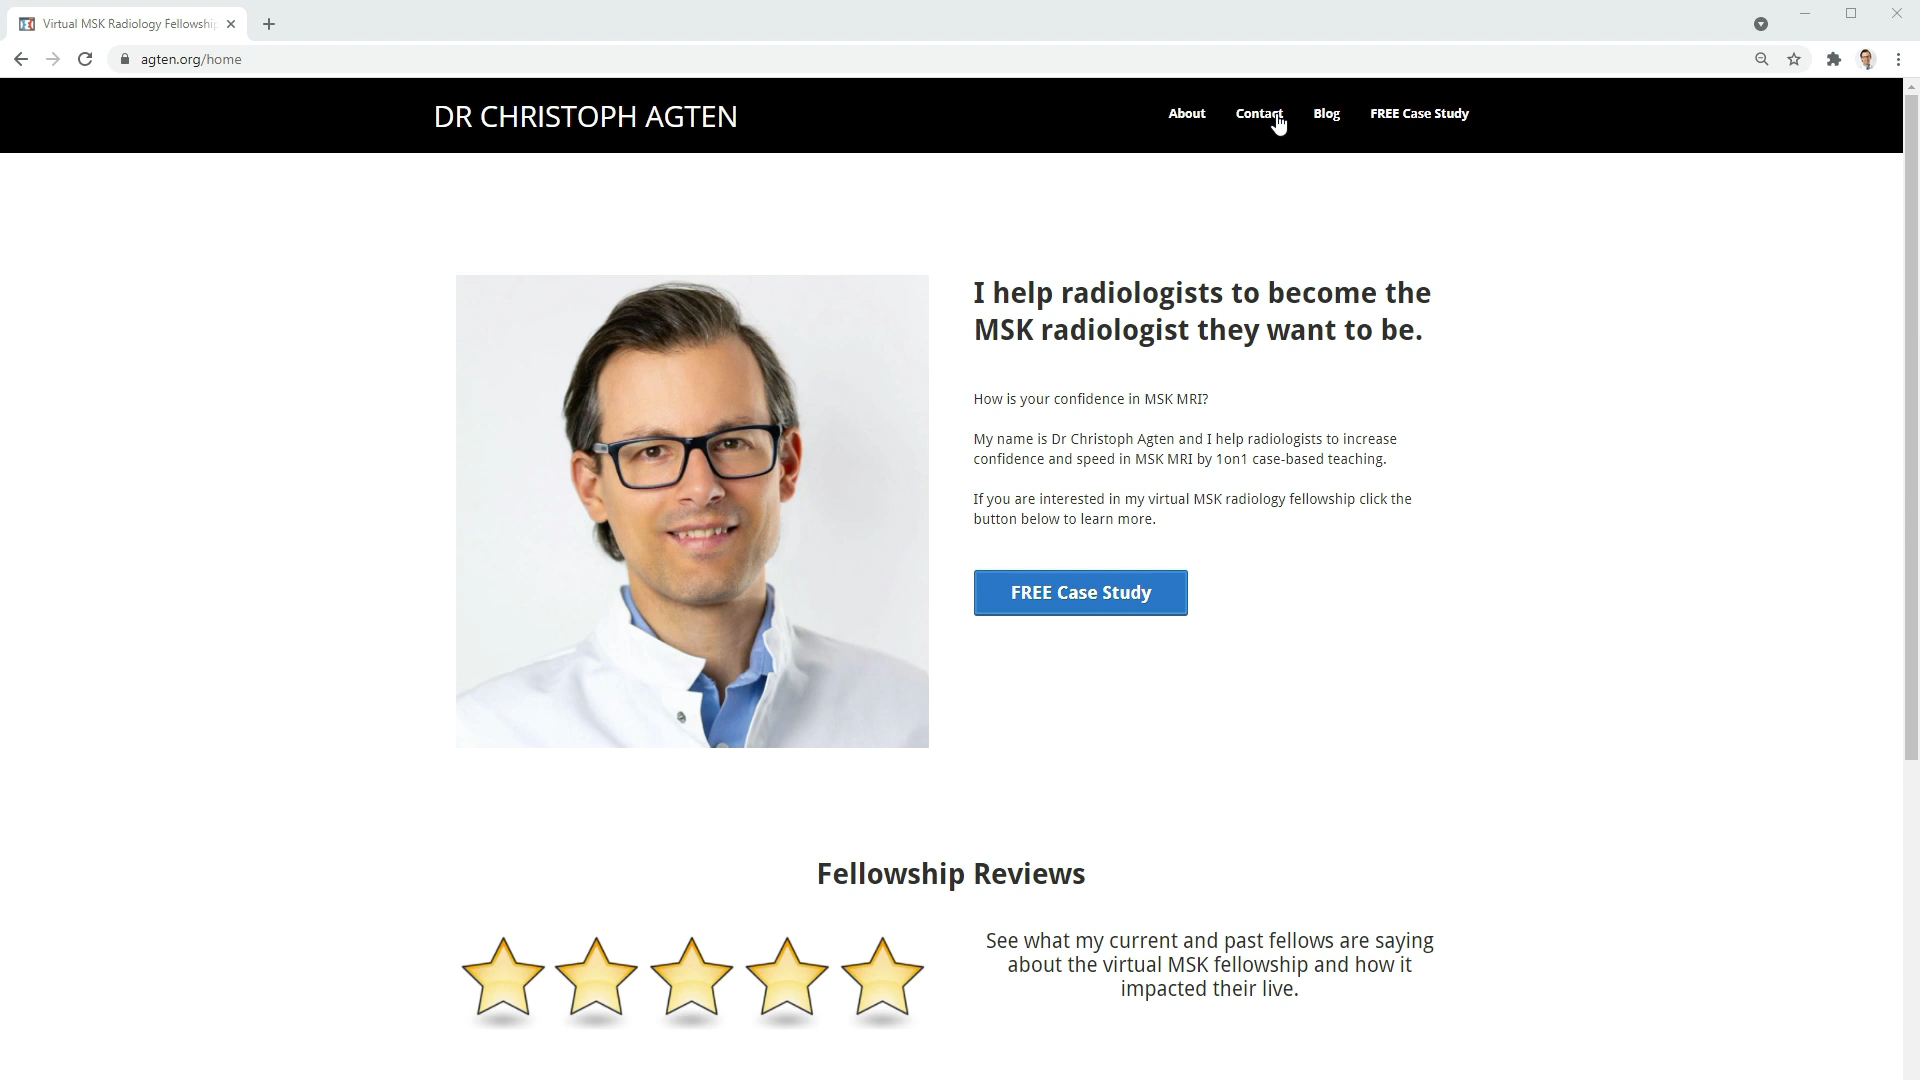 Virtual MSK Radiology Fellowship
agten.org/home
DR CHRISTOPH AGTEN
About
Contact
Blog
FREE Case Study
I help radiologists to become the
MSK radiologist they want to be.
How is your confidence in MSK MRI?
My name is Dr Christoph Agten and I help radiologists to increase
confidence and speed in MSK MRI by 1on1 case-based teaching.
If you are interested in my virtual MSK radiology fellowship click the
button below to learn more.
FREE Case Study
Fellowship Reviews
See what my current and past fellows are saying
about the virtual MSK fellowship and how it
impacted their live.